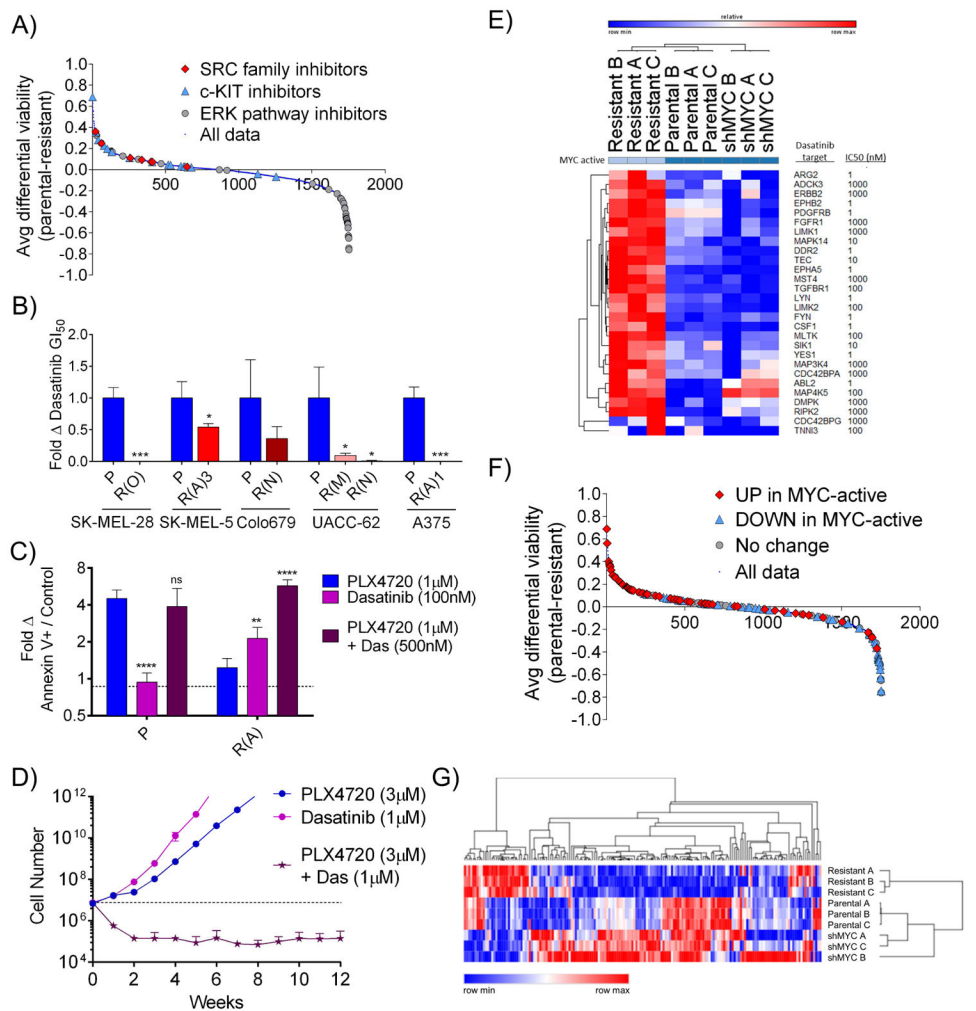 A)
Avg differential viability
(parental-resistant)
1.0
0.8
0.6
0.4
0.2
0.0
-0.2
-0.4
-0.6
-0.8
-1.0
500
1000
1500
2000
SRC family inhibitors
c-KIT inhibitors
ERK pathway inhibitors
All data
B)
Fold Δ Dasatinib GI50
2.0
1.5
1.0
0.5
0.0
***
*
*
*
***
P
R(O)
P
R(A)3
P
R(N)
P
R(M)
R(N)
P
R(A)1
SK-MEL-28
SK-MEL-5
Colo679
UACC-62
A375
C)
Fold Δ
Annexin V+ / Control
8
4
2
1
0.5
****
ns
**
****
P
R(A)
PLX4720 (1μM)
Dasatinib (100nM)
PLX4720 (1μM)
+ Das (500nM)
D)
Cell Number
10^12
10^10
10^8
10^6
10^4
0
2
4
6
8
10
12
Weeks
PLX4720 (3μM)
Dasatinib (1μM)
PLX4720 (3μM)
+ Das (1μM)
E)
relative
row min
row max
Resistant B
Resistant A
Resistant C
Parental B
Parental A
Parental C
shMYC B
shMYC A
shMYC C
MYC active
Dasatinib
target
IC50 (nM)
ARG2 1
ADCK3 1000
ERBB2 1000
EPHB2 1
PDGFRB 1
FGFR1 1000
LIMK1 1000
MAPK14 10
DDR2 1
TEC 10
EPHA5 1
MST4 1000
TGFBR1 100
LYN 1
LIMK2 100
FYN 1
CSF1 1
MLTK 100
SIK1 10
YES1 1
MAP3K4 1000
CDC42BPA 1000
ABL2 1
MAP4K5 100
DMPK 1000
RIPK2 1000
CDC42BPG 1000
TNNI3 100
F)
Avg differential viability
(parental-resistant)
1.0
0.8
0.6
0.4
0.2
0.0
-0.2
-0.4
-0.6
-0.8
-1.0
500
1000
1500
2000
UP in MYC-active
DOWN in MYC-active
No change
All data
G)
Resistant A
Resistant B
Resistant C
Parental A
Parental B
Parental C
shMYC A
shMYC C
shMYC B
row min
row max